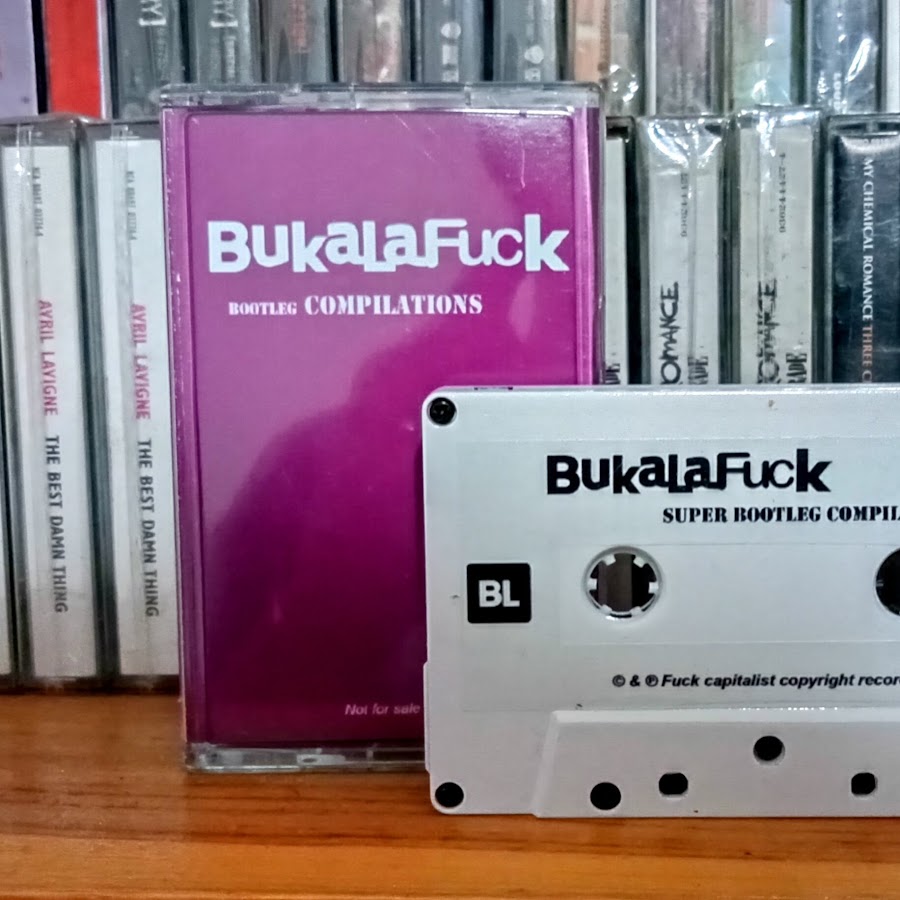 BukaLaFuck
BOOTLEG COMPILATIONS
Not for sale
BukaLaFuck
SUPER BOOTLEG COMPIL
BL
© & ℗ Fuck capitalist copyright recor
AVRIL LAVIGNE THE BEST DAMN THING
AVRIL LAVIGNE THE BEST DAMN THING
ROMANCE
MY CHEMICAL ROMANCE THREE C